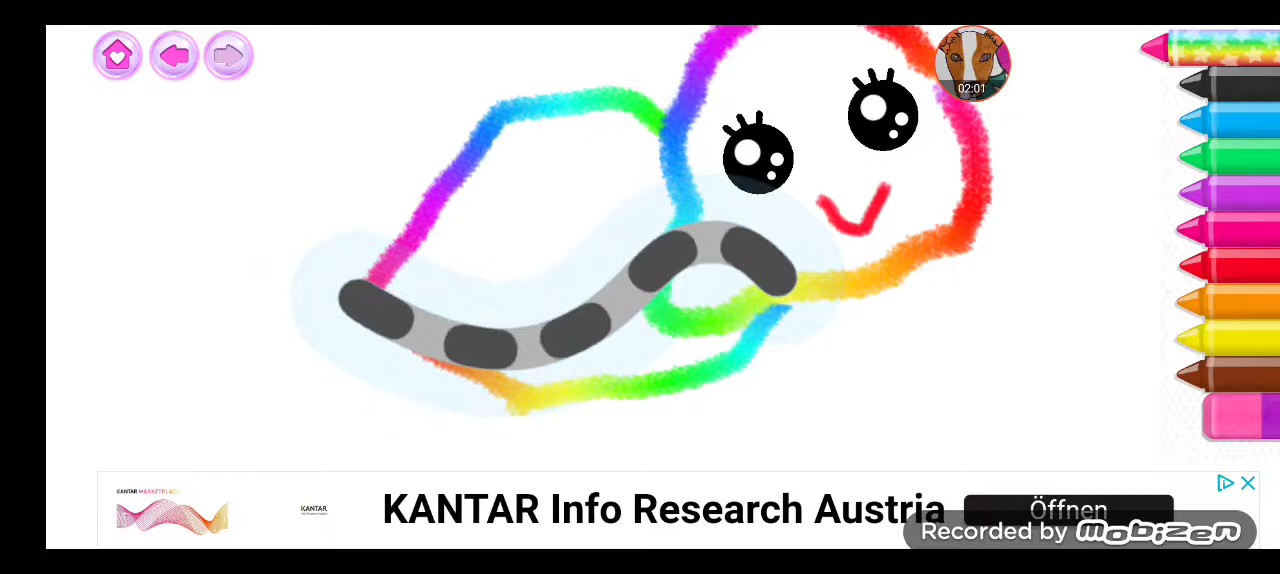 02:01
KANTAR MARKETPLACE
KANTAR
KANTAR Info Research Austria
Öffnen
Recorded by mobizen